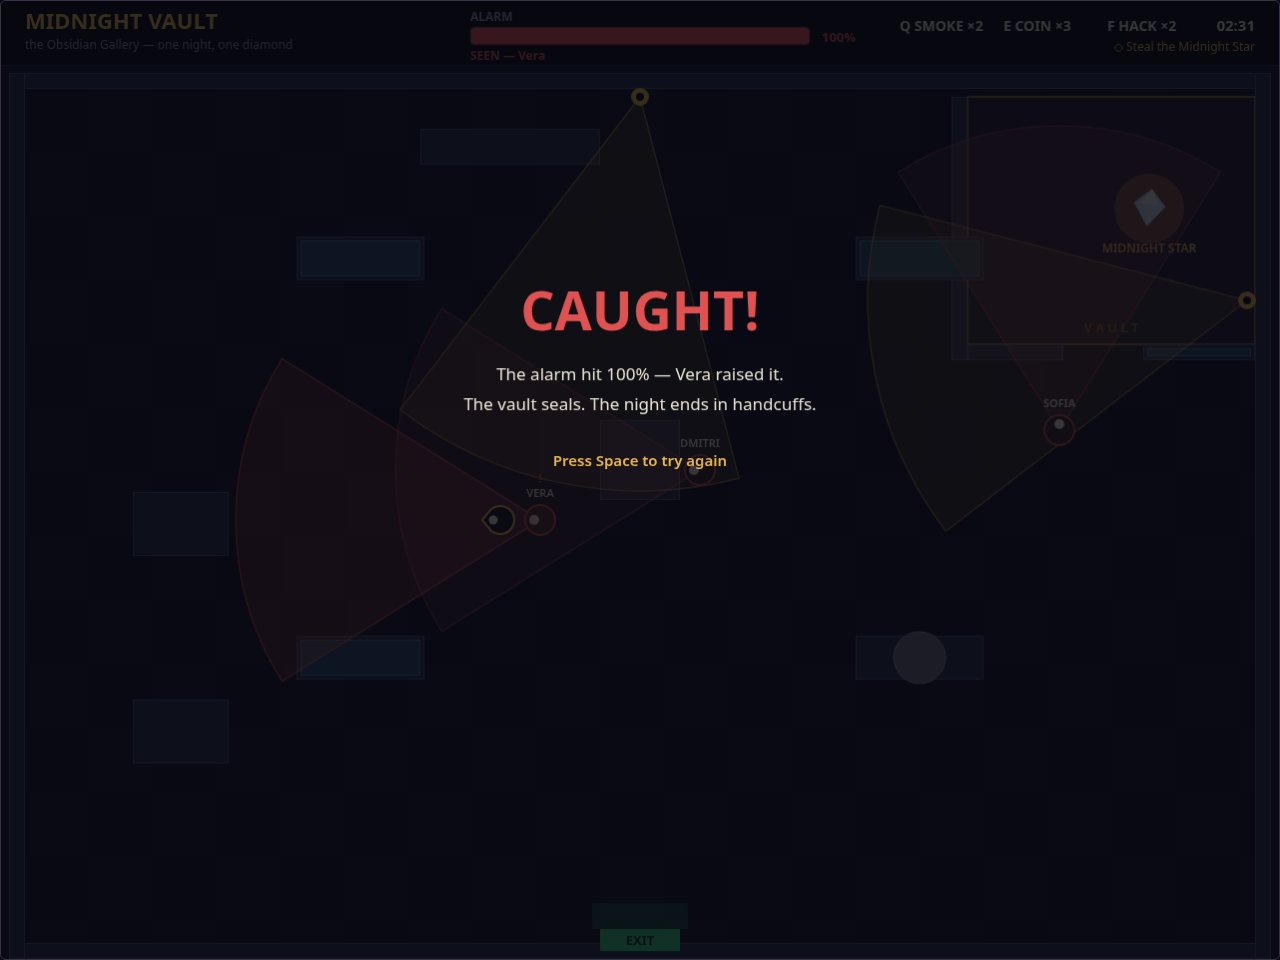 MIDNIGHT VAULT
the Obsidian Gallery — one night, one diamond
ALARM
100%
SEEN — Vera
Q SMOKE ×2 E COIN ×3 F HACK ×2 02:31
◇ Steal the Midnight Star
MIDNIGHT STAR
VAULT
CAUGHT!
The alarm hit 100% — Vera raised it.
The vault seals. The night ends in handcuffs.
SOFIA
DMITRI
Press Space to try again
!
VERA
EXIT